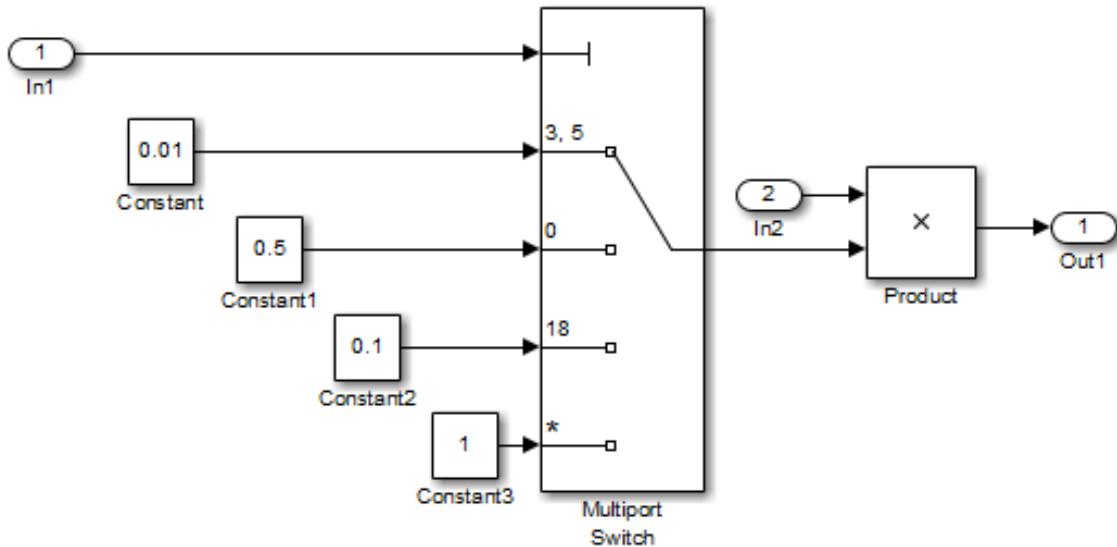 1
In1
3, 5
0.01
Constant
2
In2
×
Product
1
Out1
0
0.5
Constant1
18
0.1
Constant2
*
1
Constant3
Multiport
Switch